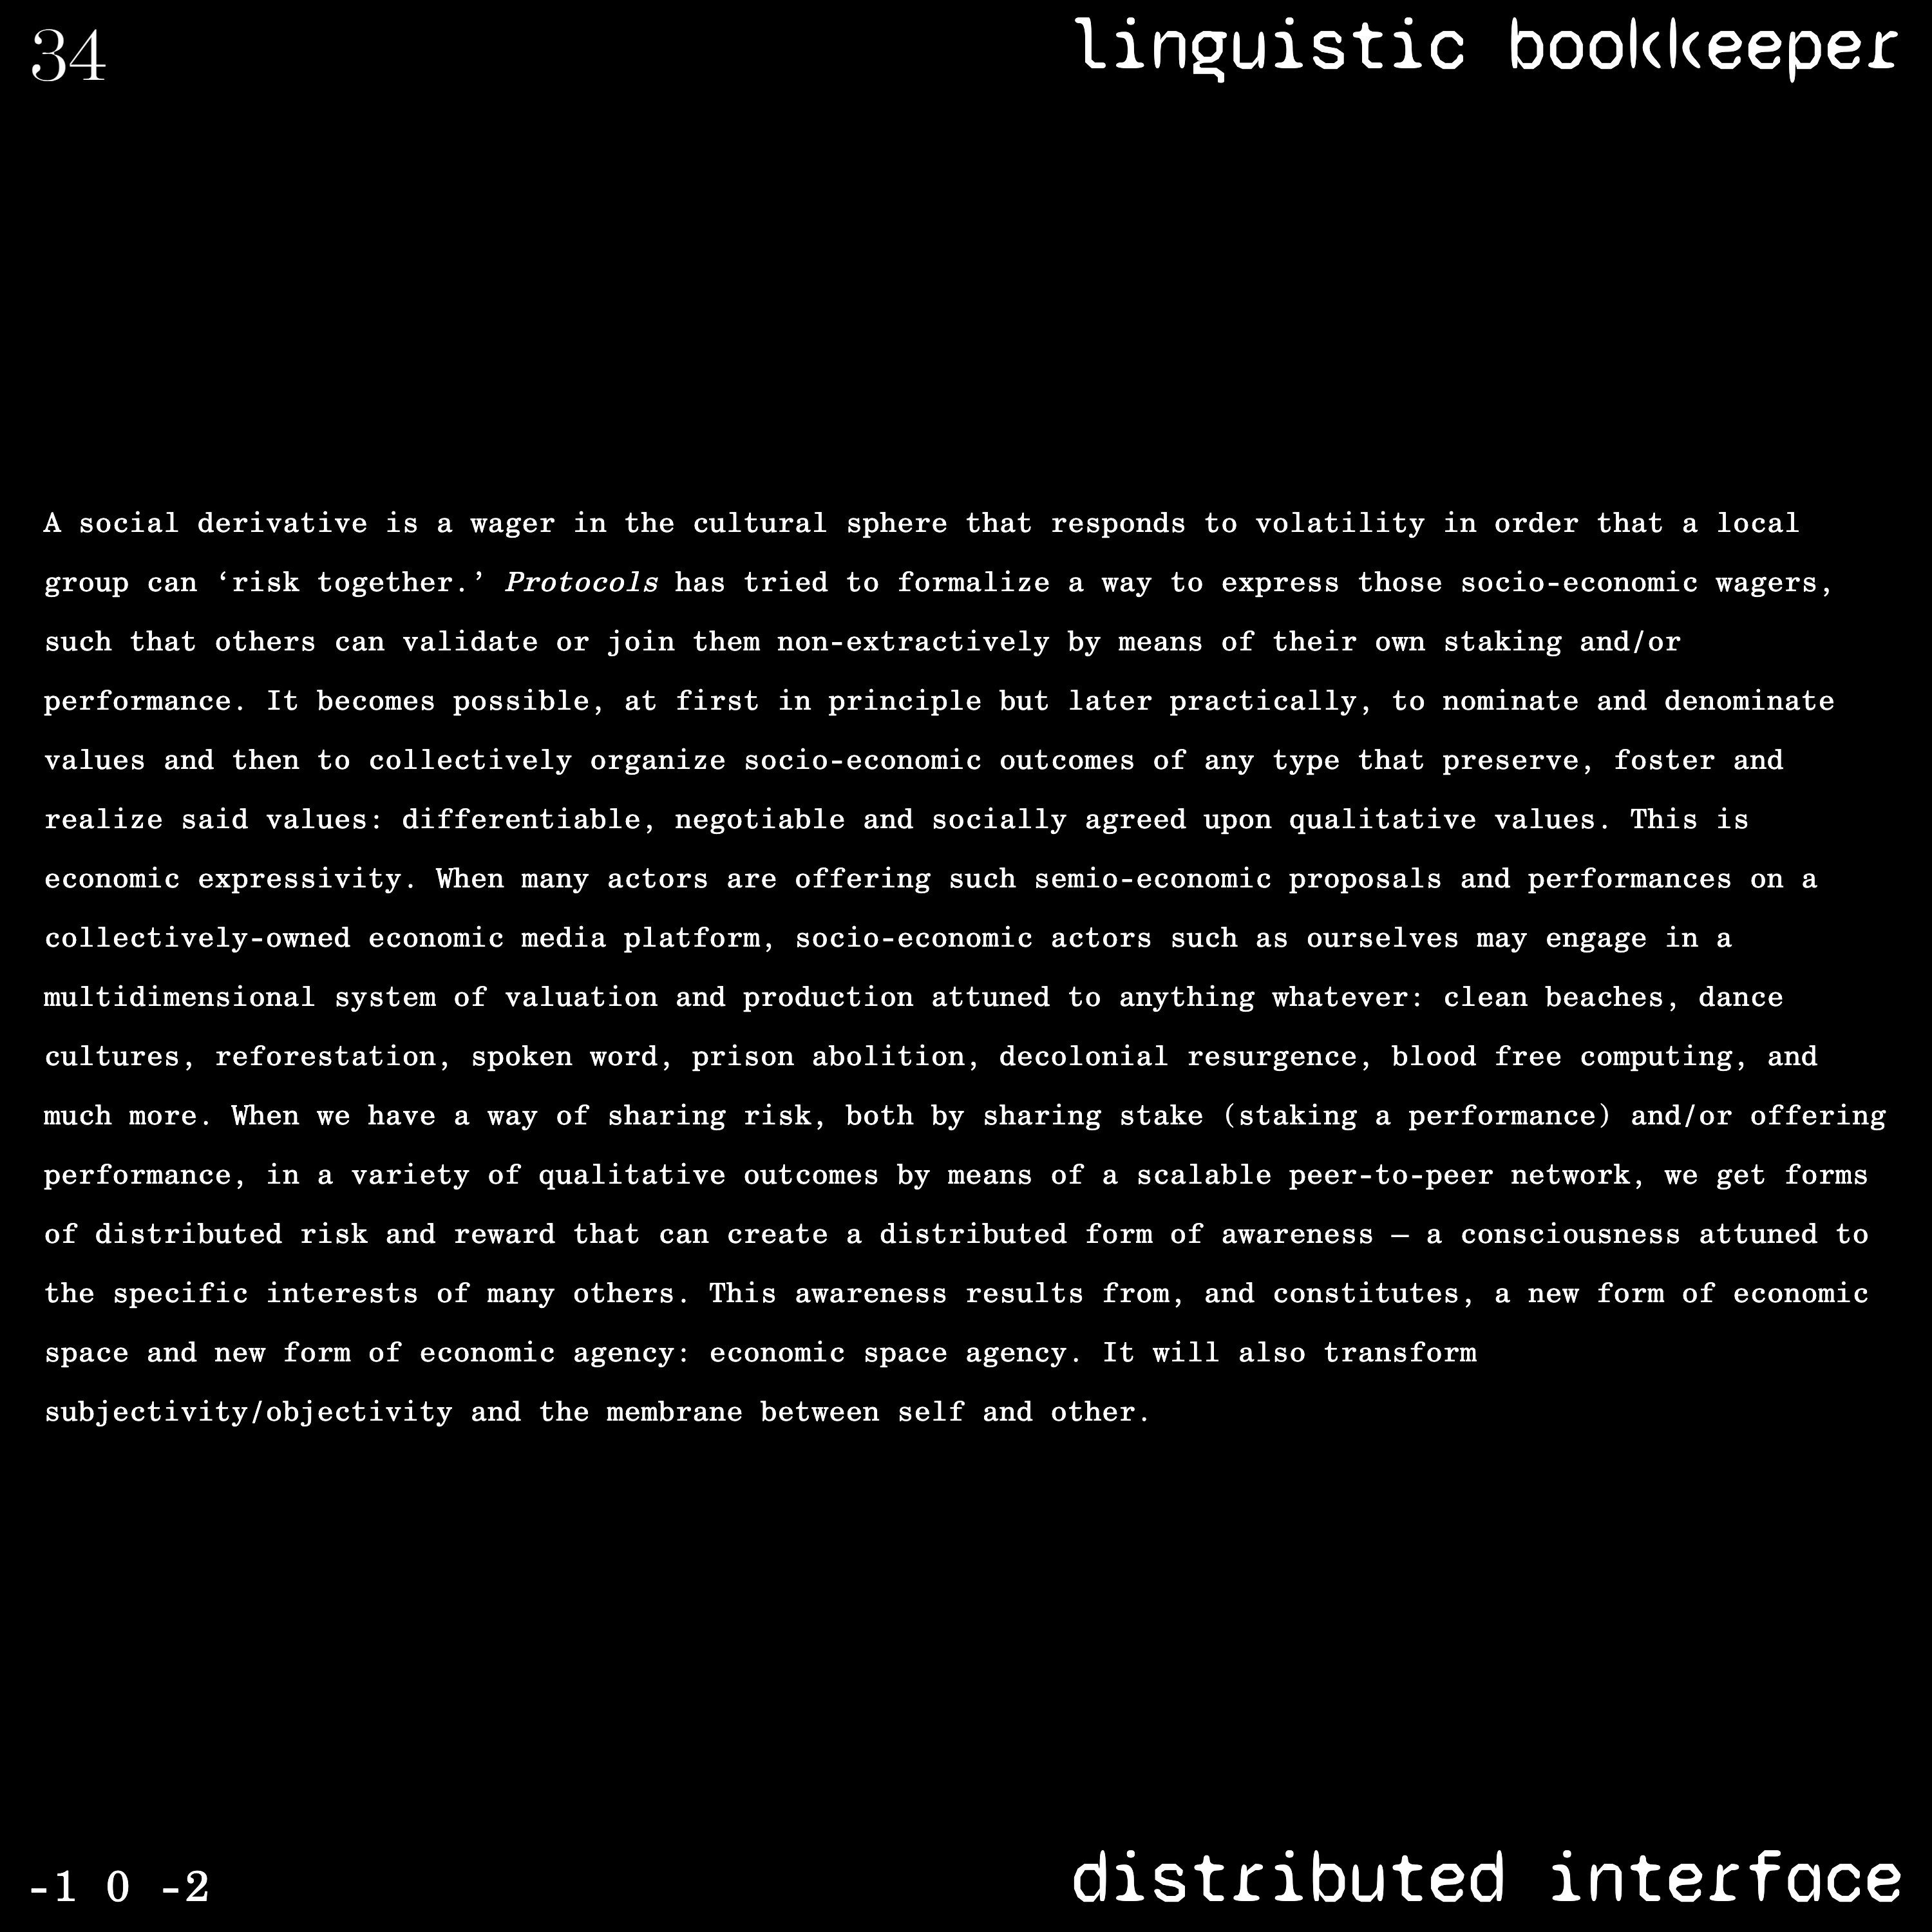 34
linguistic bookkeeper
A social derivative is a wager in the cultural sphere that responds to volatility in order that a local
group can ‘risk together.’ Protocols has tried to formalize a way to express those socio-economic wagers,
such that others can validate or join them non-extractively by means of their own staking and/or
performance. It becomes possible, at first in principle but later practically, to nominate and denominate
values and then to collectively organize socio-economic outcomes of any type that preserve, foster and
realize said values: differentiable, negotiable and socially agreed upon qualitative values. This is
economic expressivity. When many actors are offering such semio-economic proposals and performances on a
collectively-owned economic media platform, socio-economic actors such as ourselves may engage in a
multidimensional system of valuation and production attuned to anything whatever: clean beaches, dance
cultures, reforestation, spoken word, prison abolition, decolonial resurgence, blood free computing, and
much more. When we have a way of sharing risk, both by sharing stake (staking a performance) and/or offering
performance, in a variety of qualitative outcomes by means of a scalable peer-to-peer network, we get forms
of distributed risk and reward that can create a distributed form of awareness – a consciousness attuned to
the specific interests of many others. This awareness results from, and constitutes, a new form of economic
space and new form of economic agency: economic space agency. It will also transform
subjectivity/objectivity and the membrane between self and other.
-1 0 -2
distributed interface